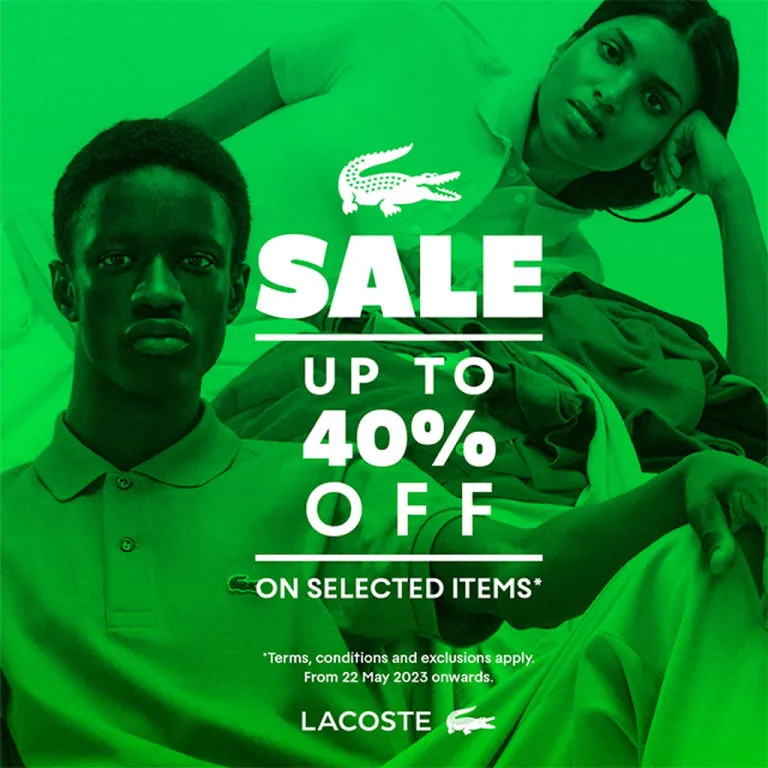 SALE
UP TO
40%
OFF
ON SELECTED ITEMS*
*Terms, conditions and exclusions apply.
From 22 May 2023 onwards.
LACOSTE